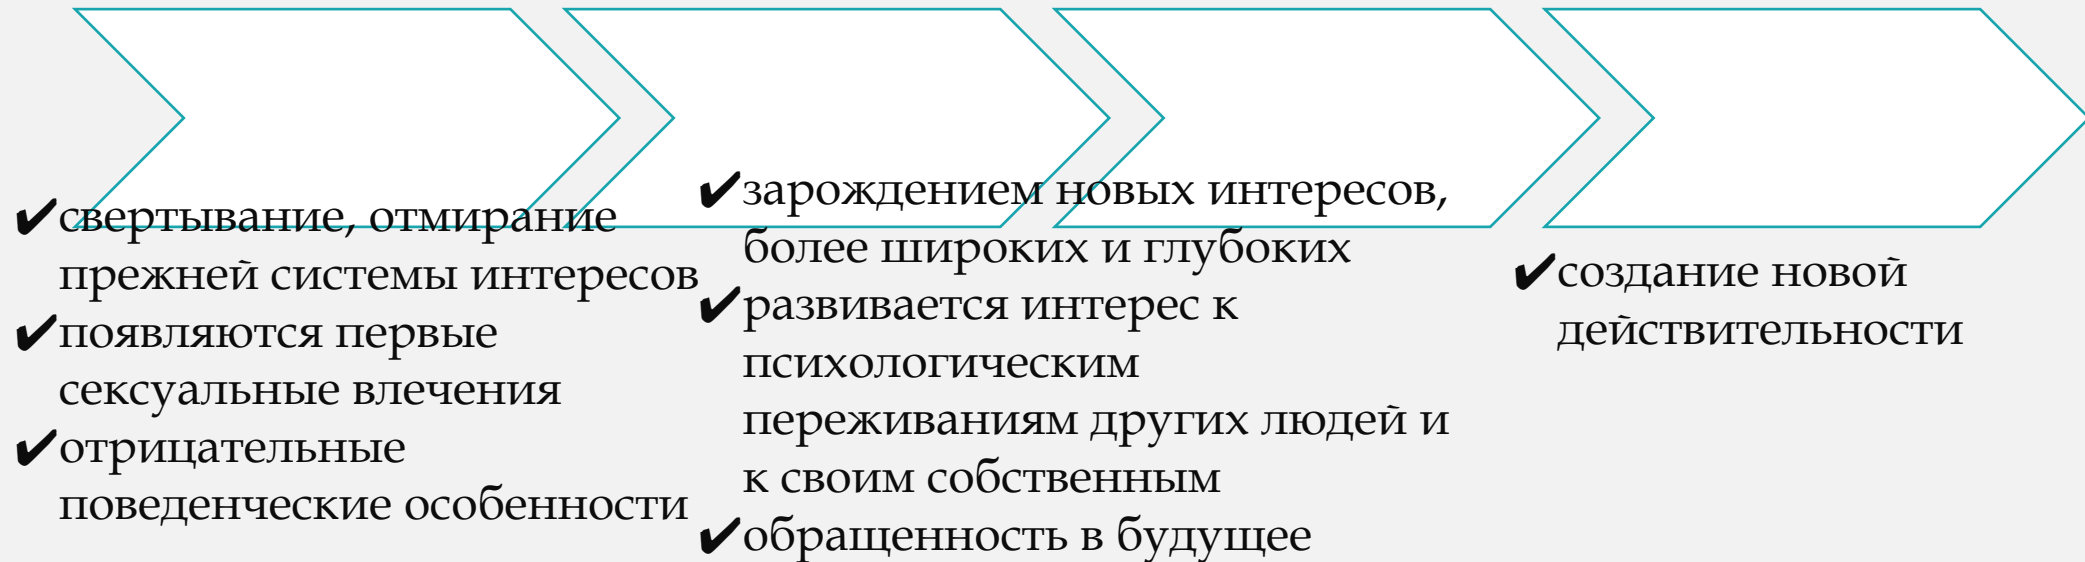 ✔свертывание, отмирание
прежней системы интересов
✔появляются первые
сексуальные влечения
✔отрицательные
поведенческие особенности
✔зарождением новых интересов,
более широких и глубоких
✔развивается интерес к
психологическим
переживаниям других людей и
к своим собственным
✔обращенность в будущее
✔создание новой
действительности